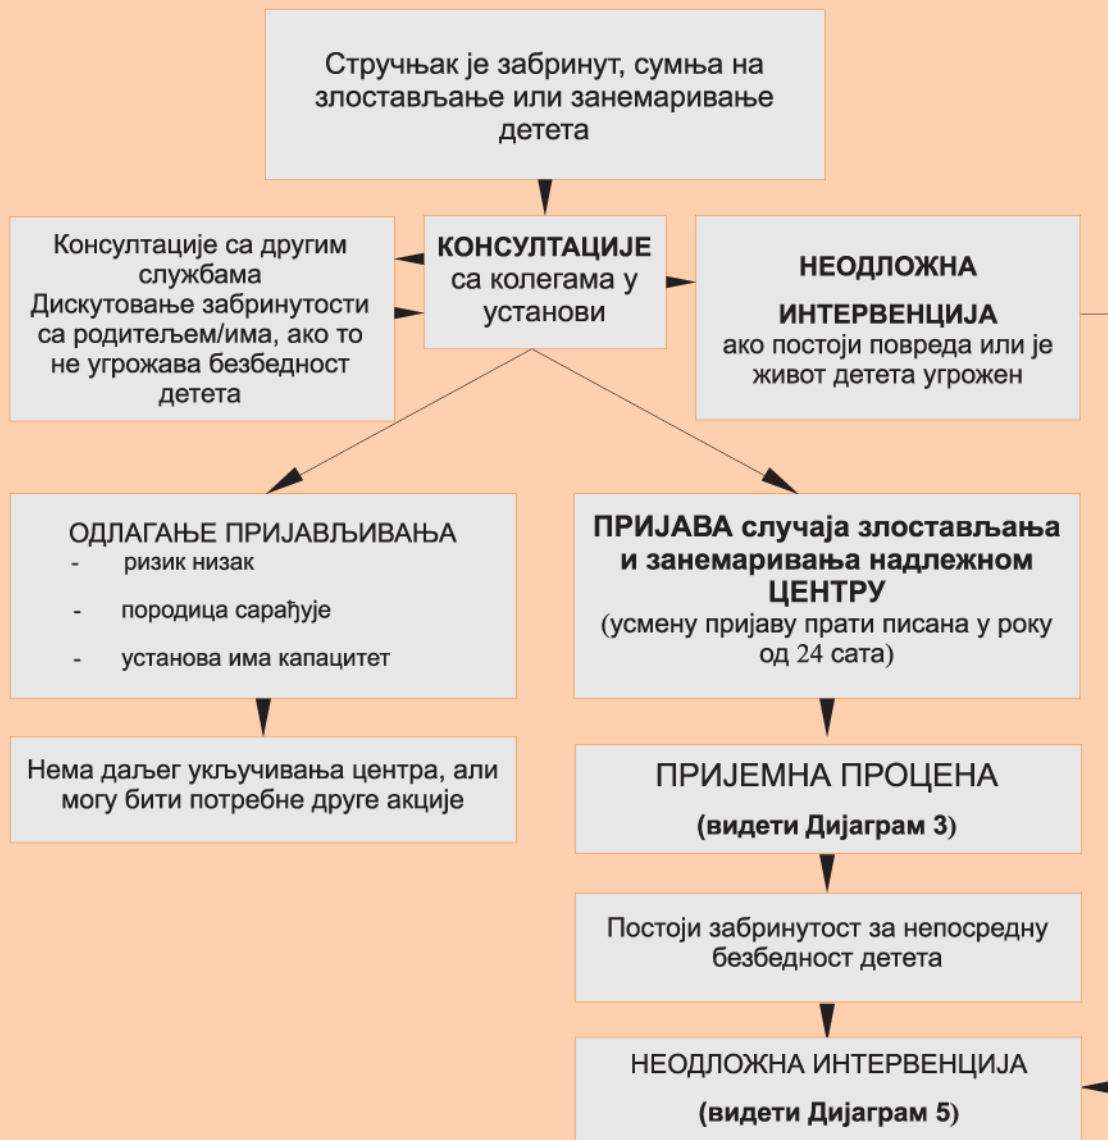 Стручњак је забринут, сумња на
злостављање или занемаривање
детета
Консултације са другим
службама
Дискутовање забринутости
са родитељем/има, ако то
не угрожава безбедност
детета
КОНСУЛТАЦИЈЕ
са колегама у
установи
НЕОДЛОЖНА
ИНТЕРВЕНЦИЈА
ако постоји повреда или је
живот детета угрожен
ОДЛАГАЊЕ ПРИЈАВЉИВАЊА
- ризик низак
- породица сарађује
- установа има капацитет
Нема даљег укључивања центра, али
могу бити потребне друге акције
ПРИЈАВА случаја злостављања
и занемаривања надлежном
ЦЕНТРУ
(усмену пријаву прати писана у року
од 24 сата)
ПРИЈЕМНА ПРОЦЕНА
(видети Дијаграм 3)
Постоји забринутост за непосредну
безбедност детета
НЕОДЛОЖНА ИНТЕРВЕНЦИЈА
(видети Дијаграм 5)